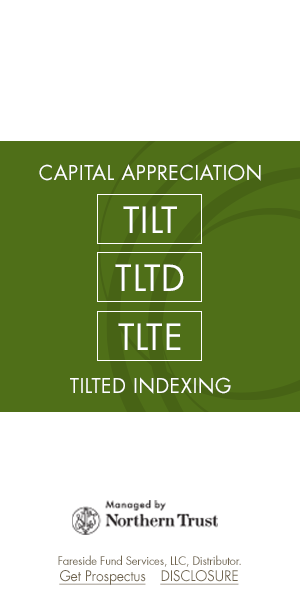 CAPITAL APPRECIATION
TILT
TLTD
TLTE
TILTED INDEXING
Managed by
Northern Trust
Fareside Fund Services, LLC, Distributor.
Get Prospectus DISCLOSURE